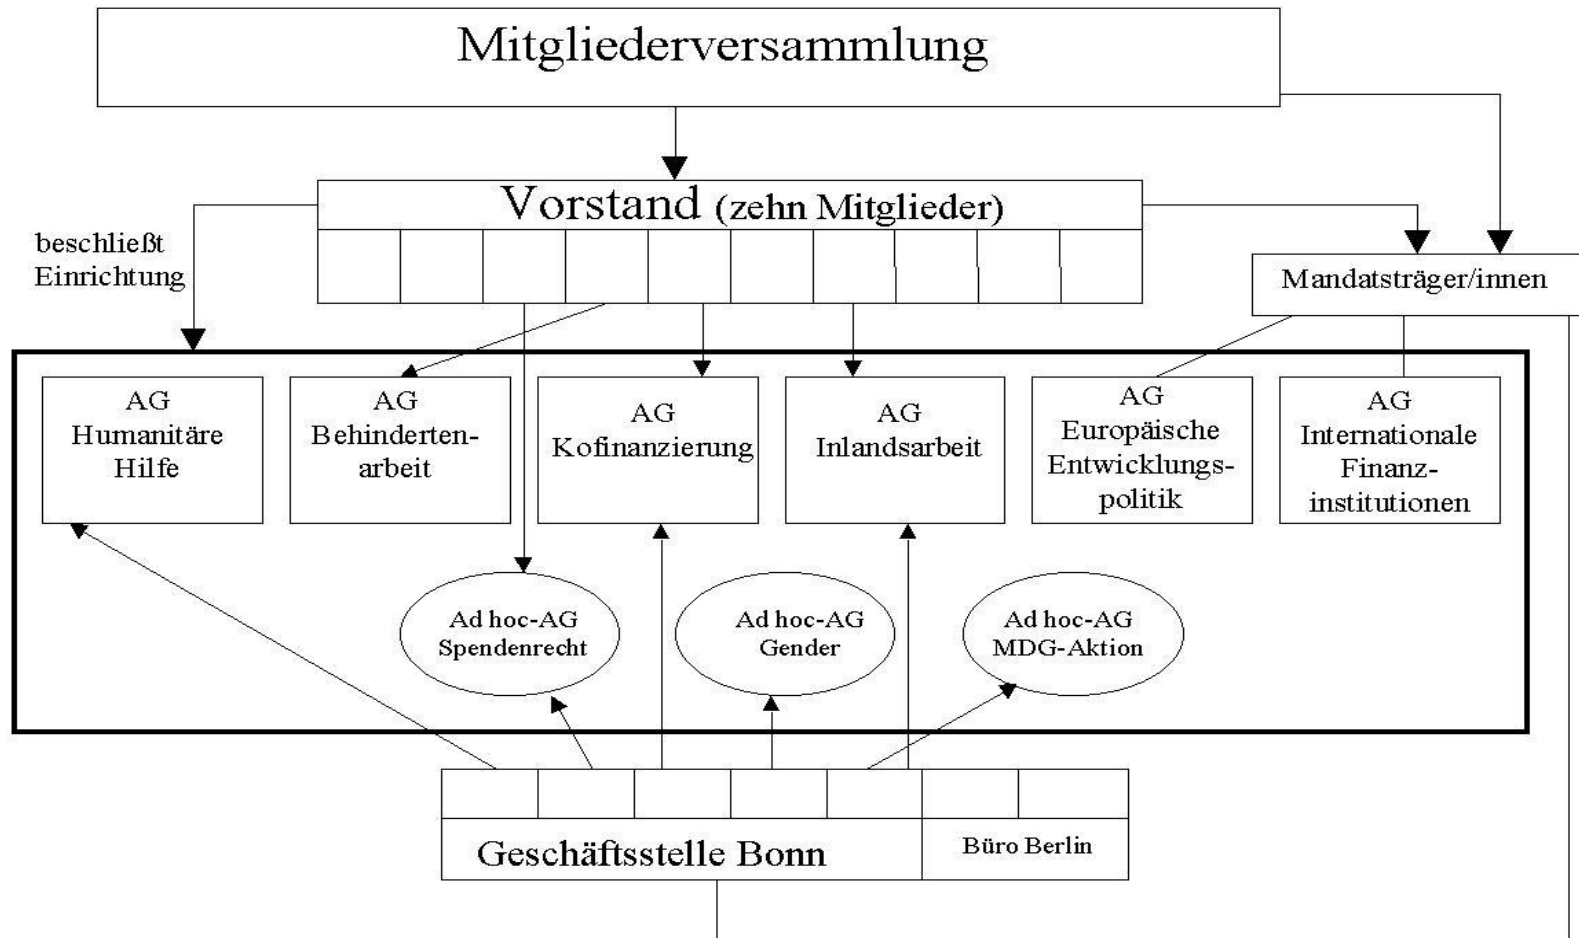 Mitgliederversammlung
Vorstand (zehn Mitglieder)
beschließt
Einrichtung
Mandatsträger/innen
AG
Humanitäre
Hilfe
AG
Behinderten-
arbeit
AG
Kofinanzierung
AG
Inlandsarbeit
AG
Europäische
Entwicklungs-
politik
AG
Internationale
Finanz-
institutionen
Ad hoc-AG
Spendenrecht
Ad hoc-AG
Gender
Ad hoc-AG
MDG-Aktion
Geschäftsstelle Bonn
Büro Berlin